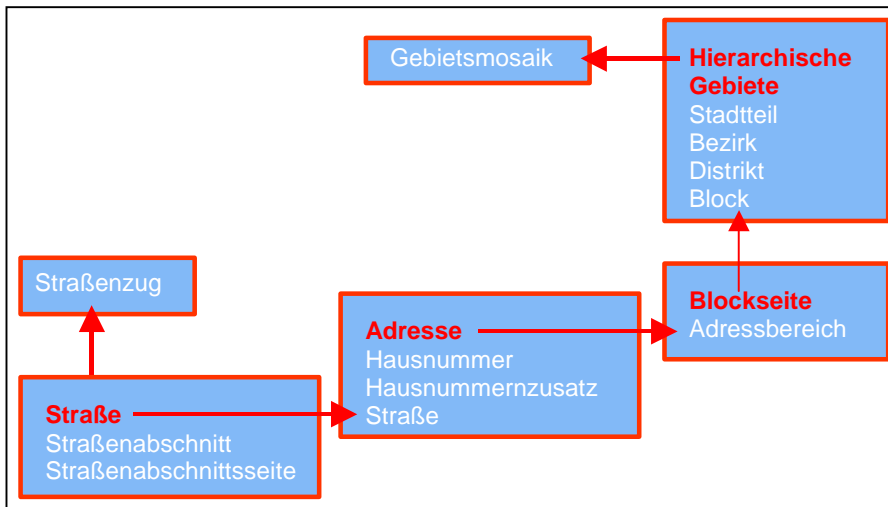 Gebietsmosaik
Hierarchische
Gebiete
Stadtteil
Bezirk
Distrikt
Block
Straßenzug
Adresse
Hausnummer
Hausnummernzusatz
Straße
Blockseite
Adressbereich
Straße
Straßenabschnitt
Straßenabschnittsseite